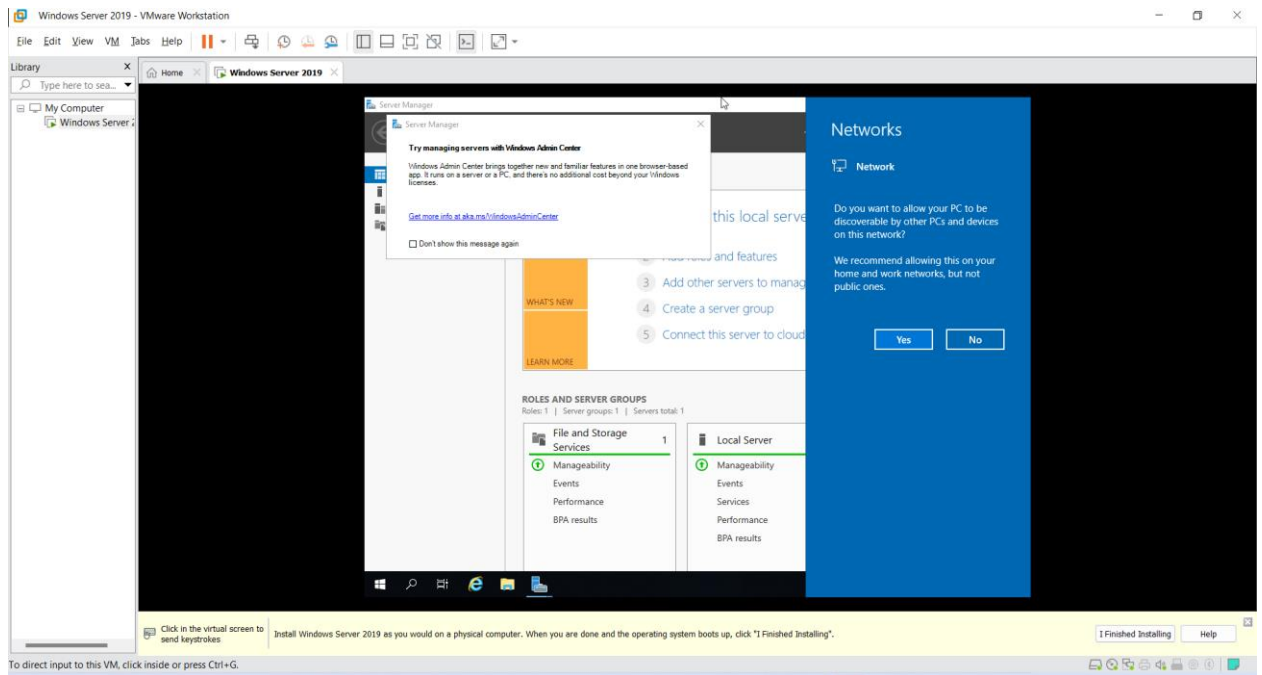 Windows Server 2019 - VMware Workstation
File Edit View VM Tabs Help
Library X
Type here to sea...
Home
Windows Server 2019
My Computer
Windows Server 2
Server Manager
Server Manager
Try managing servers with Windows Admin Center
Windows Admin Center brings together new and familiar features in one browser-based
app. It runs on a server or a PC, and there's no additional cost beyond your Windows
licenses.
Get more info at aka.ms/WindowsAdminCenter
Don't show this message again
this local serve
2 Add roles and features
3 Add other servers to manag
4 Create a server group
5 Connect this server to cloud
WHAT'S NEW
LEARN MORE
ROLES AND SERVER GROUPS
Roles: 1 | Server groups: 1 | Servers total: 1
File and Storage
Services
1
Manageability
Events
Performance
BPA results
Local Server
Manageability
Events
Services
Performance
BPA results
Networks
Network
Do you want to allow your PC to be
discoverable by other PCs and devices
on this network?
We recommend allowing this on your
home and work networks, but not
public ones.
Yes No
Click in the virtual screen to
send keystrokes
Install Windows Server 2019 as you would on a physical computer. When you are done and the operating system boots up, click "I Finished Installing".
I Finished Installing
Help
To direct input to this VM, click inside or press Ctrl+G.